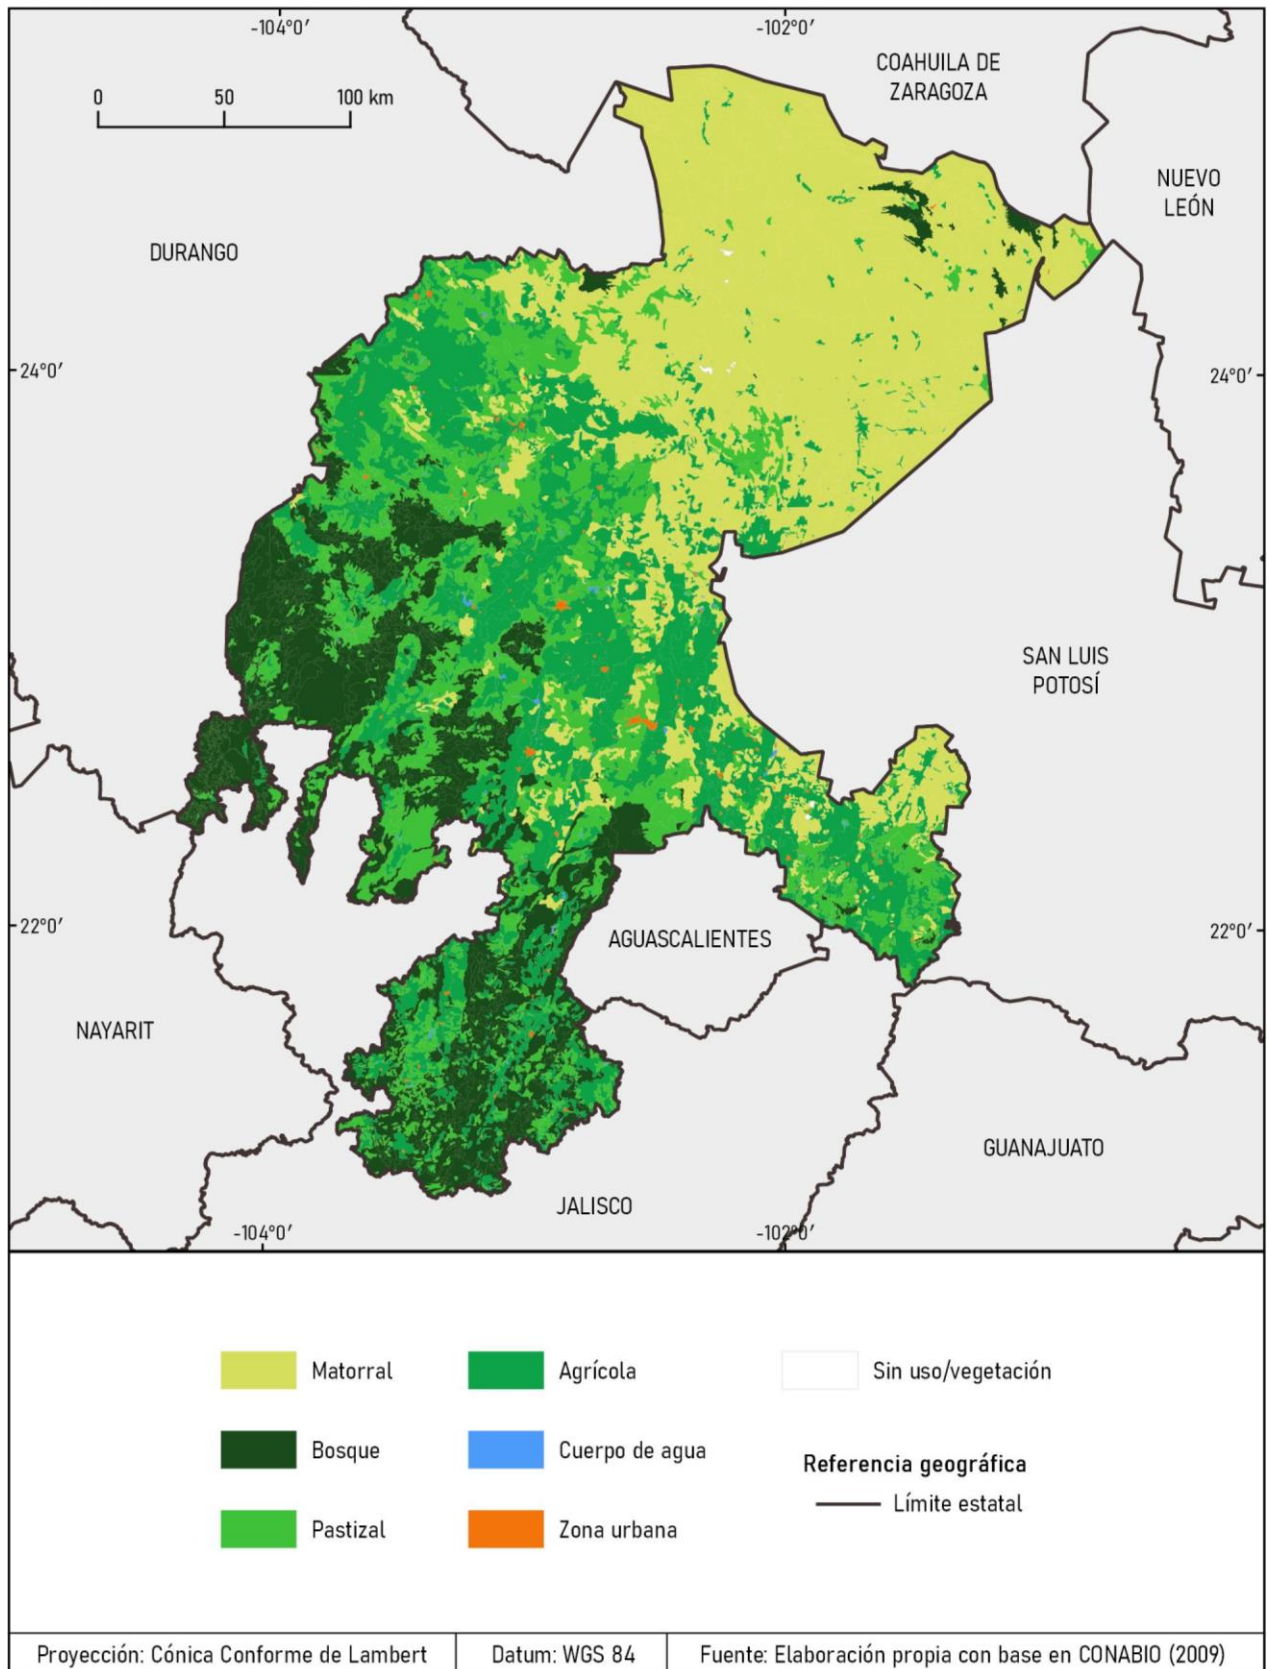 -104°0′
-102°0′
0 50 100 km
COAHUILA DE
ZARAGOZA
NUEVO
LEÓN
DURANGO
24°0′
24°0′
SAN LUIS
POTOSÍ
22°0′
22°0′
AGUASCALIENTES
NAYARIT
GUANAJUATO
JALISCO
-104°0′
-102°0′
Matorral
Agrícola
Sin uso/vegetación
Bosque
Cuerpo de agua
Referencia geográfica
Límite estatal
Pastizal
Zona urbana
Proyección: Cónica Conforme de Lambert
Datum: WGS 84
Fuente: Elaboración propia con base en CONABIO (2009)